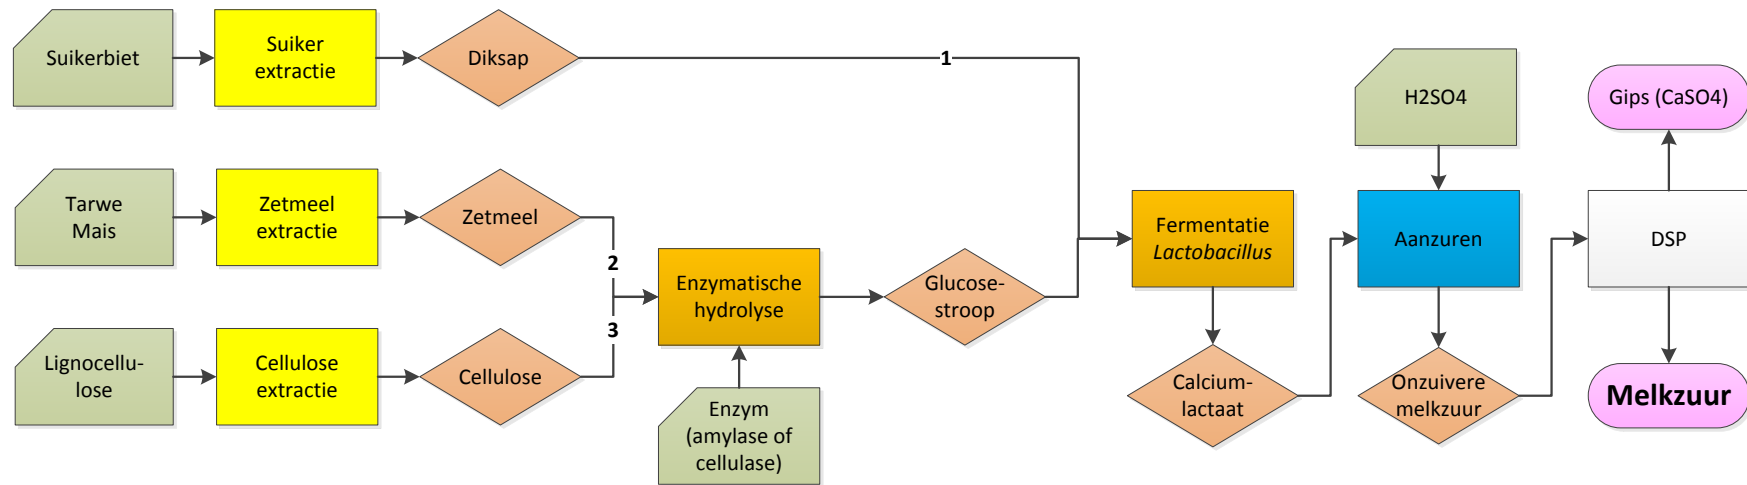 Suikerbiet
Suiker
extractie
Diksap
1
H2SO4
Gips (CaSO4)
Tarwe
Mais
Zetmeel
extractie
Zetmeel
2
Enzymatische
hydrolyse
Glucose-
stroop
Fermentatie
Lactobacillus
Aanzuren
DSP
3
Lignocellu-
lose
Cellulose
extractie
Cellulose
Enzym
(amylase of
cellulase)
Calcium-
lactaat
Onzuivere
melkzuur
Melkzuur